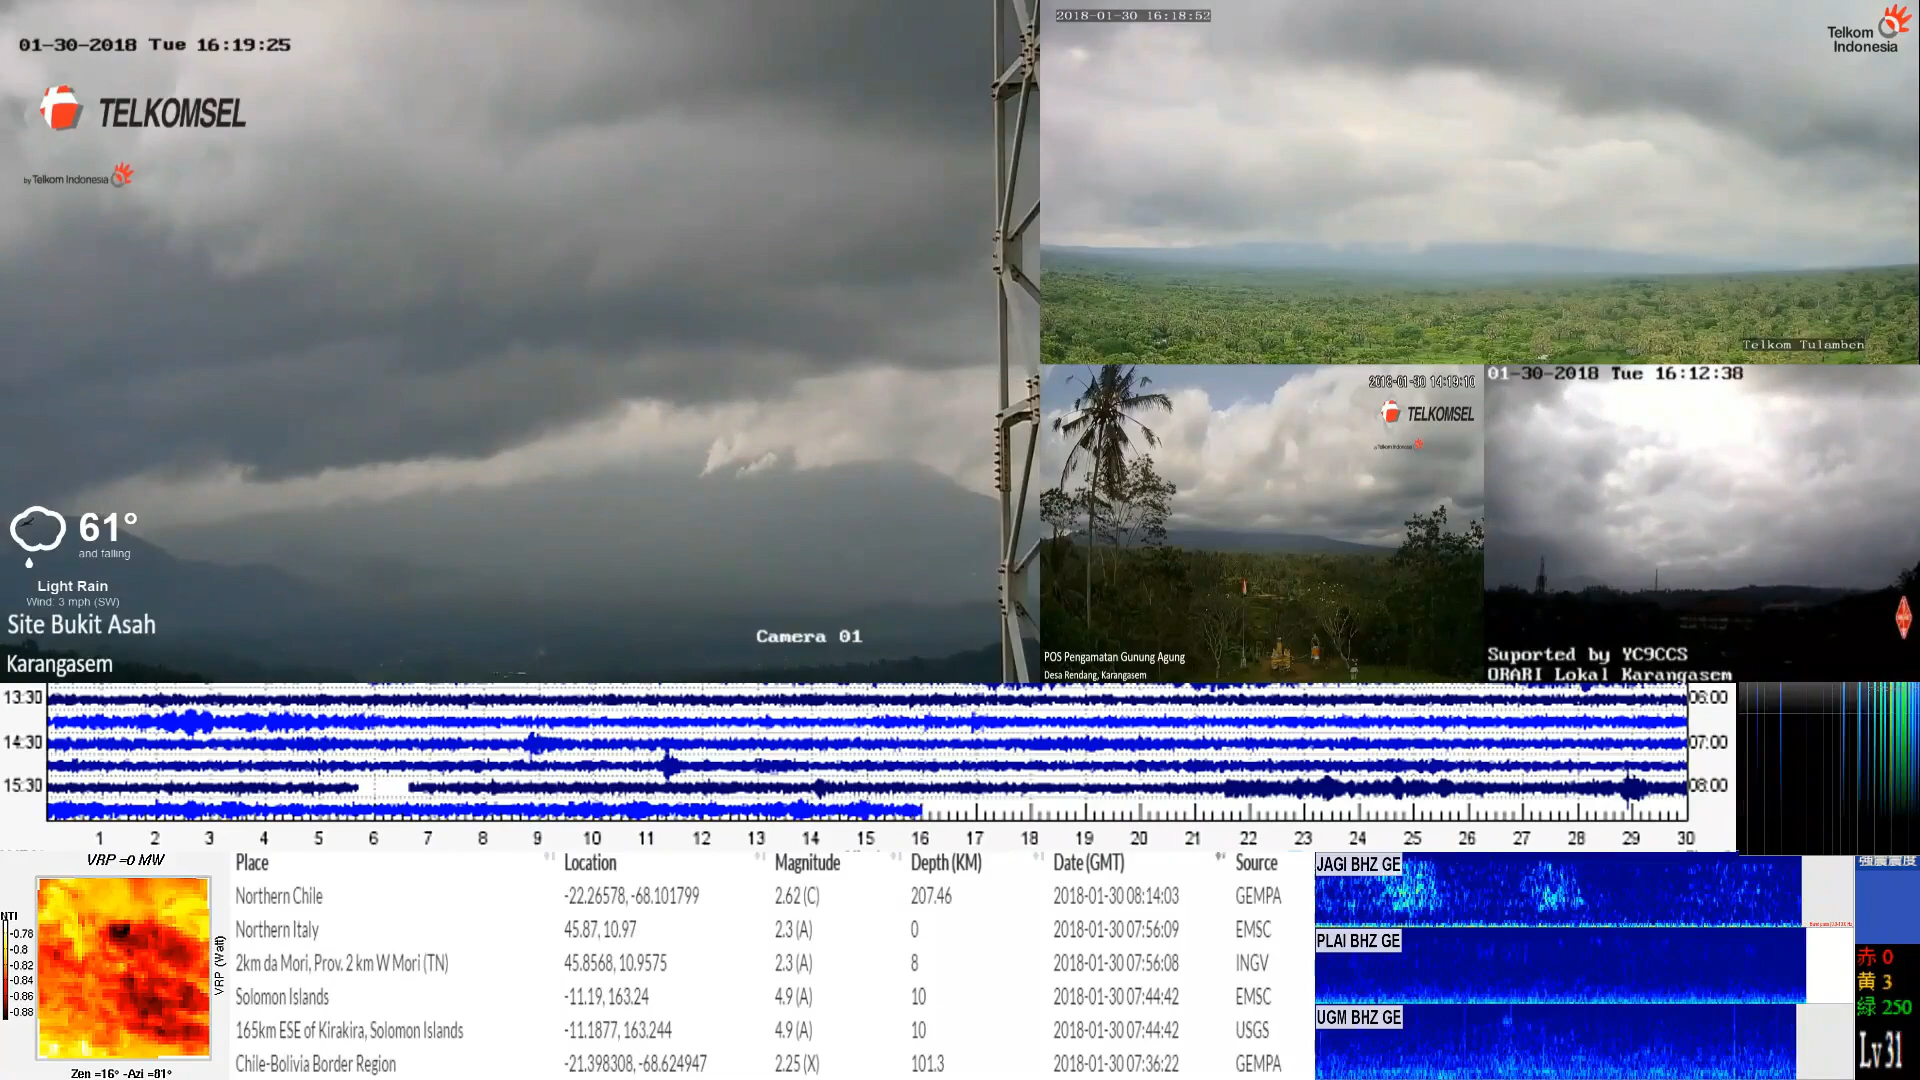 01-30-2018 Tue 16:19:25
TELKOMSEL
by Telkom Indonesia
61°
and falling
Light Rain
Wind: 3 mph (SW)
Site Bukit Asah
Karangasem
Camera 01
2018-01-30 16:18:52
Telkom
Indonesia
Telkom Tulamben
2018-01-30 14:19:10
TELKOMSEL
by Telkom Indonesia
POS Pengamatan Gunung Agung
Desa Rendang, Karangasem
01-30-2018 Tue 16:12:38
Suported by YC9CCS
ORARI Lokal Karangasem
13:30 06:00
14:30 07:00
15:30 08:00
1 2 3 4 5 6 7 8 9 10 11 12 13 14 15 16 17 18 19 20 21 22 23 24 25 26 27 28 29 30
VRP =0 MW
NTI
-0.78
-0.8
-0.82
-0.84
-0.86
-0.88
VRP (Watt)
Zen =16° -Azi =81°
Place Location Magnitude Depth (KM) Date (GMT) Source
Northern Chile -22.26578, -68.101799 2.62 (C) 207.46 2018-01-30 08:14:03 GEMPA
Northern Italy 45.87, 10.97 2.3 (A) 0 2018-01-30 07:56:09 EMSC
2km da Mori, Prov. 2 km W Mori (TN) 45.8568, 10.9575 2.3 (A) 8 2018-01-30 07:56:08 INGV
Solomon Islands -11.19, 163.24 4.9 (A) 10 2018-01-30 07:44:42 EMSC
165km ESE of Kirakira, Solomon Islands -11.1877, 163.244 4.9 (A) 10 2018-01-30 07:44:42 USGS
Chile-Bolivia Border Region -21.398308, -68.624947 2.25 (X) 101.3 2018-01-30 07:36:22 GEMPA
JAGI BHZ GE
PLAI BHZ GE
UGM BHZ GE
強震震度
赤 0
黄 3
緑 250
Lv 31